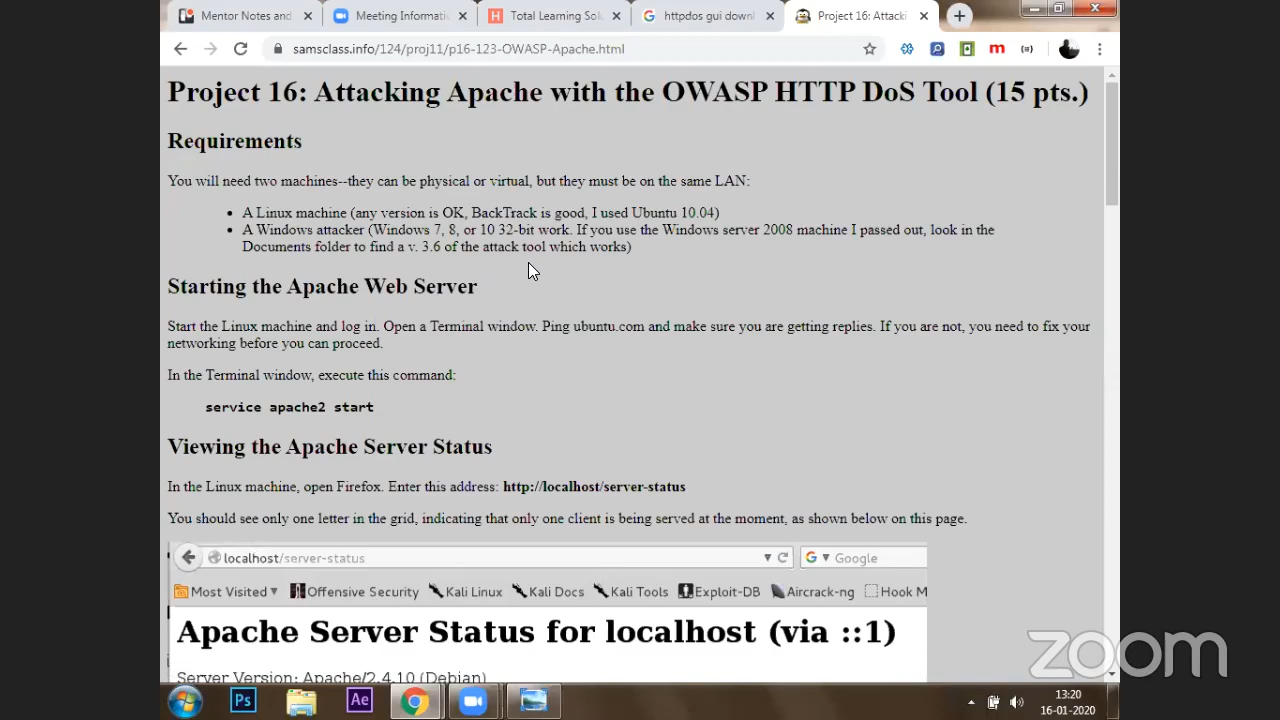 Mentor Notes and
Meeting Informati
Total Learning Sol
httpdos gui downl
Project 16: Attacki
samsclass.info/124/proj11/p16-123-OWASP-Apache.html
Project 16: Attacking Apache with the OWASP HTTP DoS Tool (15 pts.)
Requirements
You will need two machines--they can be physical or virtual, but they must be on the same LAN:
• A Linux machine (any version is OK, BackTrack is good, I used Ubuntu 10.04)
• A Windows attacker (Windows 7, 8, or 10 32-bit work. If you use the Windows server 2008 machine I passed out, look in the
Documents folder to find a v. 3.6 of the attack tool which works)
Starting the Apache Web Server
Start the Linux machine and log in. Open a Terminal window. Ping ubuntu.com and make sure you are getting replies. If you are not, you need to fix your
networking before you can proceed.
In the Terminal window, execute this command:
service apache2 start
Viewing the Apache Server Status
In the Linux machine, open Firefox. Enter this address: http://localhost/server-status
You should see only one letter in the grid, indicating that only one client is being served at the moment, as shown below on this page.
localhost/server-status
Google
Most Visited
Offensive Security
Kali Linux
Kali Docs
Kali Tools
Exploit-DB
Aircrack-ng
Hook M
Apache Server Status for localhost (via ::1)
Server Version: Apache/2.4.10 (Debian)
zoom
Ps
Ae
13:20
16-01-2020